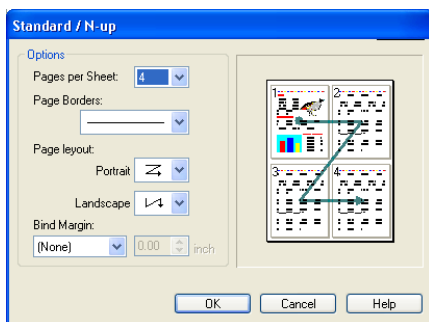 Standard / N-up
Options
Pages per Sheet: 4
Page Borders:
Page leyout:
Portrait
Landscape
Bind Margin:
(None) 0.00 inch
1 2
3 4
OK Cancel Help